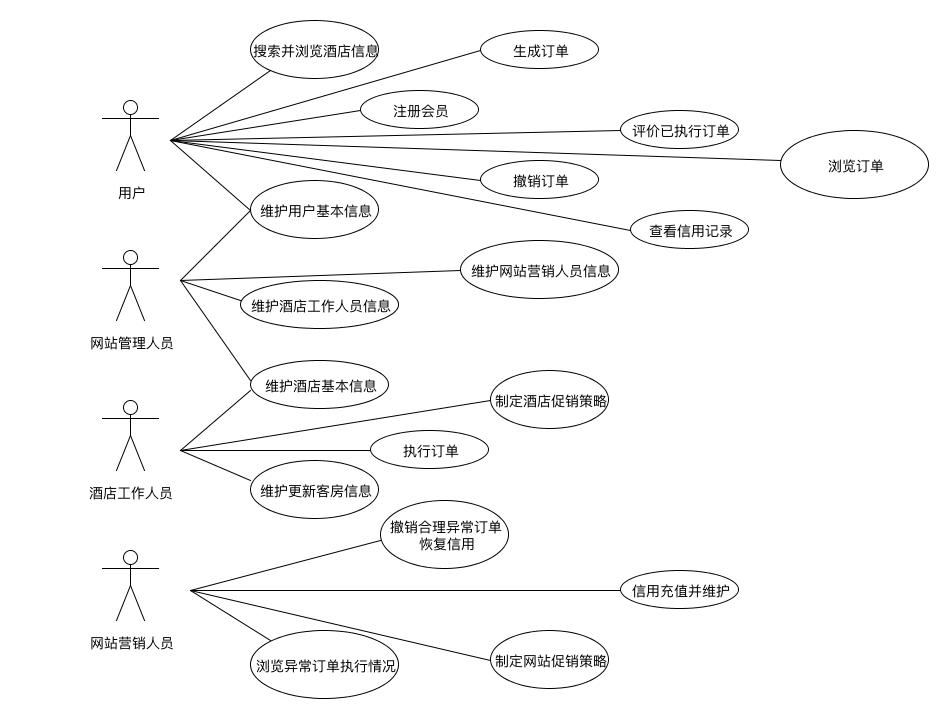 搜索并浏览酒店信息
生成订单
注册会员
评价已执行订单
浏览订单
撤销订单
用户
维护用户基本信息
查看信用记录
维护网站营销人员信息
维护酒店工作人员信息
网站管理人员
维护酒店基本信息
制定酒店促销策略
执行订单
酒店工作人员
维护更新客房信息
撤销合理异常订单
恢复信用
信用充值并维护
网站营销人员
浏览异常订单执行情况
制定网站促销策略